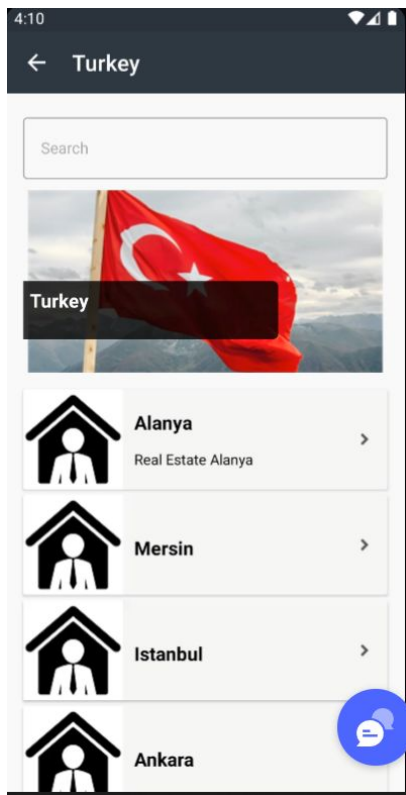 4:10
Turkey
Search
Turkey
Alanya
Real Estate Alanya
Mersin
Istanbul
Ankara